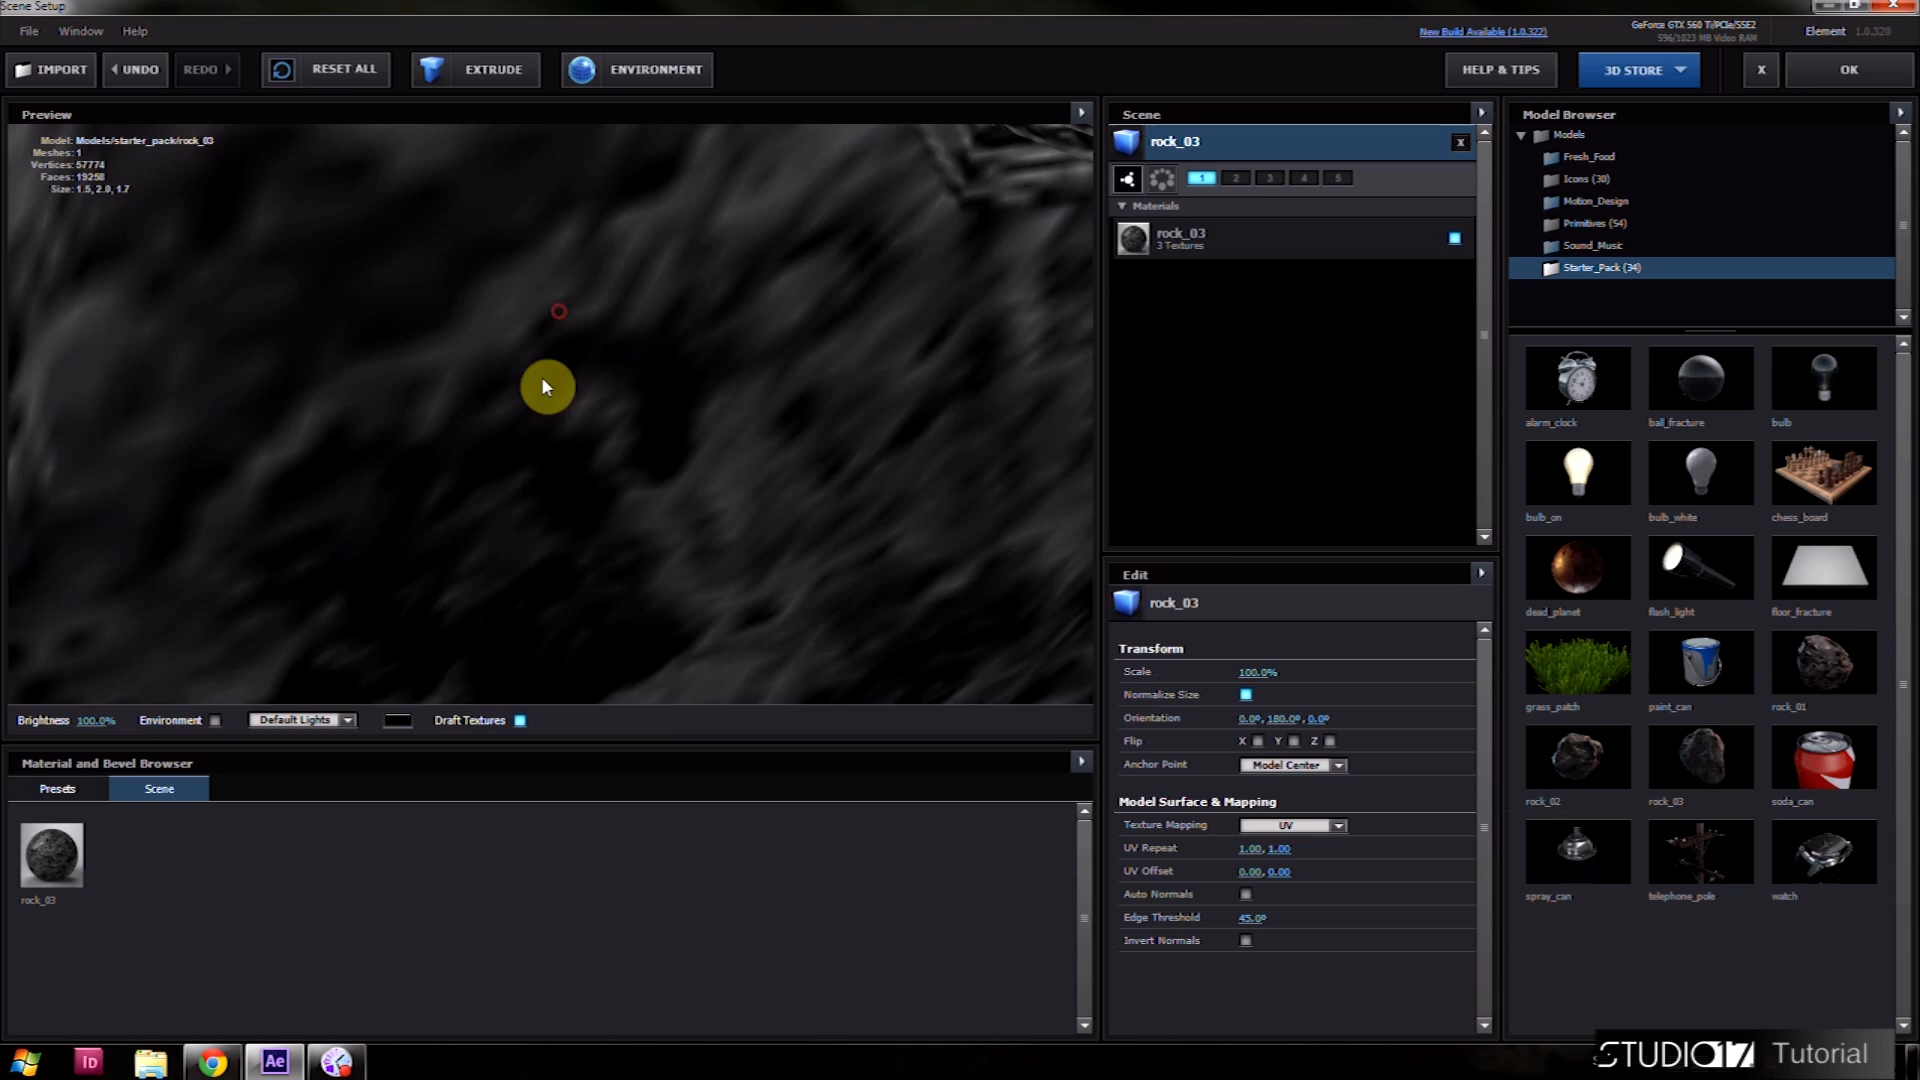 Scene Setup
File Window Help
New Build Available (1.0.322)
GeForce GTX 560 Ti/PCIe/SSE2
596/1023 MB Video RAM
Element 1.0.320
IMPORT UNDO REDO RESET ALL EXTRUDE ENVIRONMENT HELP & TIPS 3D STORE X OK
Preview
Model: Models/starter_pack/rock_03
Meshes: 1
Vertices: 57774
Faces: 19258
Size: 1.5, 2.0, 1.7
Brightness 100.0% Environment Default Lights Draft Textures
Material and Bevel Browser
Presets Scene
rock_03
Scene
rock_03 x
1 2 3 4 5
Materials
rock_03
3 Textures
Edit
rock_03
Transform
Scale 100.0%
Normalize Size
Orientation 0.0º, 180.0º, 0.0º
Flip X Y Z
Anchor Point Model Center
Model Surface & Mapping
Texture Mapping UV
UV Repeat 1.00, 1.00
UV Offset 0.00, 0.00
Auto Normals
Edge Threshold 45.0º
Invert Normals
Model Browser
Models
Fresh_Food
Icons (30)
Motion_Design
Primitives (54)
Sound_Music
Starter_Pack (34)
alarm_clock ball_fracture bulb
bulb_on bulb_white chess_board
dead_planet flash_light floor_fracture
grass_patch paint_can rock_01
rock_02 rock_03 soda_can
spray_can telephone_pole watch
Id Ae
STUDIO17 Tutorial